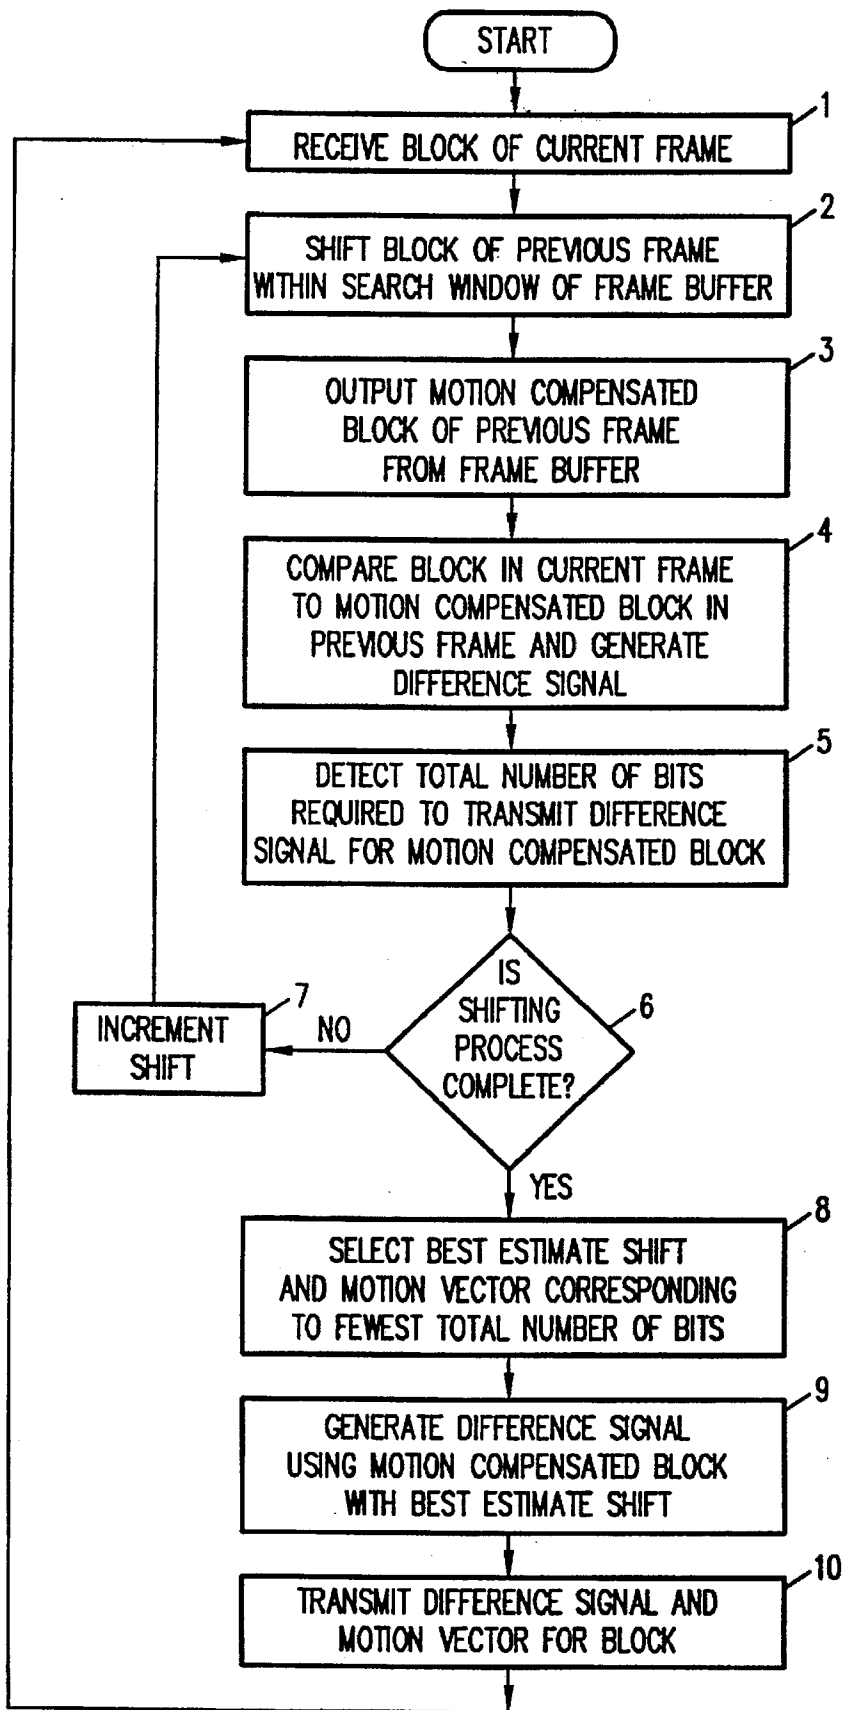 START
1
RECEIVE BLOCK OF CURRENT FRAME
2
SHIFT BLOCK OF PREVIOUS FRAME
WITHIN SEARCH WINDOW OF FRAME BUFFER
3
OUTPUT MOTION COMPENSATED
BLOCK OF PREVIOUS FRAME
FROM FRAME BUFFER
4
COMPARE BLOCK IN CURRENT FRAME
TO MOTION COMPENSATED BLOCK IN
PREVIOUS FRAME AND GENERATE
DIFFERENCE SIGNAL
5
DETECT TOTAL NUMBER OF BITS
REQUIRED TO TRANSMIT DIFFERENCE
SIGNAL FOR MOTION COMPENSATED BLOCK
6
IS
SHIFTING
PROCESS
COMPLETE?
NO
7
INCREMENT
SHIFT
YES
8
SELECT BEST ESTIMATE SHIFT
AND MOTION VECTOR CORRESPONDING
TO FEWEST TOTAL NUMBER OF BITS
9
GENERATE DIFFERENCE SIGNAL
USING MOTION COMPENSATED BLOCK
WITH BEST ESTIMATE SHIFT
10
TRANSMIT DIFFERENCE SIGNAL AND
MOTION VECTOR FOR BLOCK